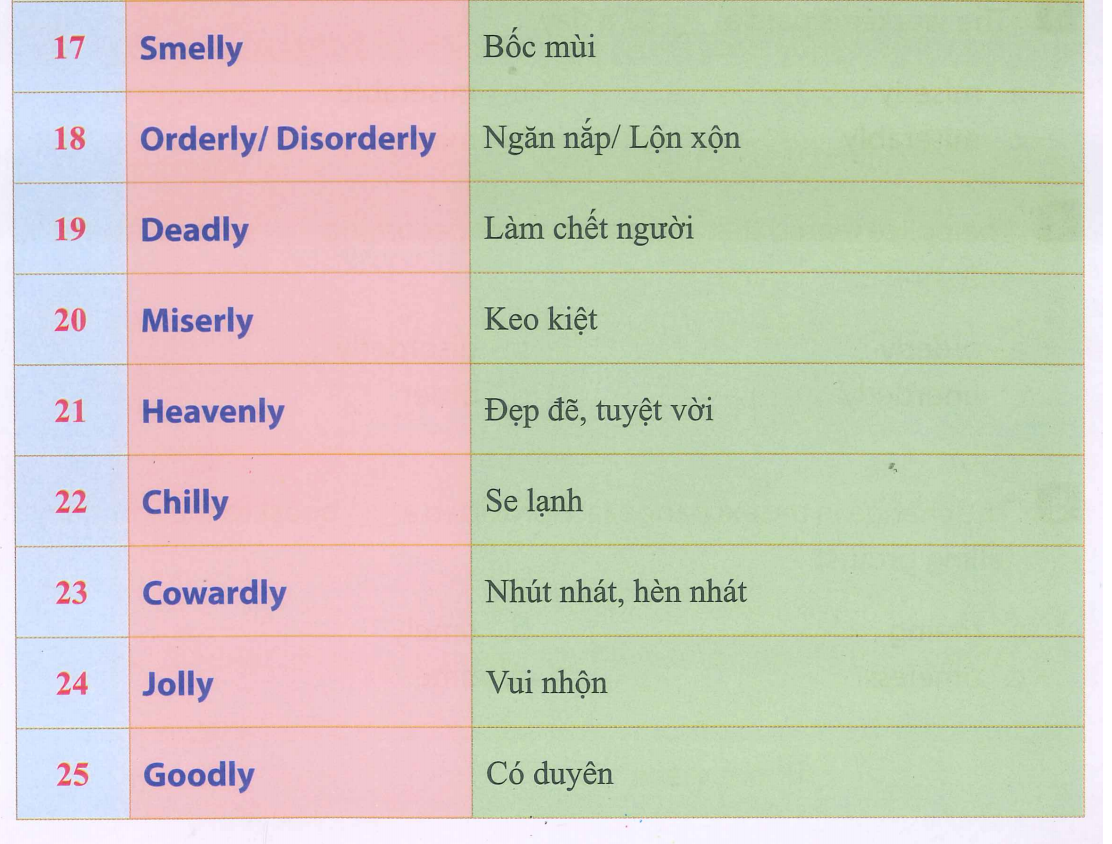 17 Smelly Bốc mùi
18 Orderly/ Disorderly Ngăn nắp/ Lộn xộn
19 Deadly Làm chết người
20 Miserly Keo kiệt
21 Heavenly Đẹp đẽ, tuyệt vời
22 Chilly Se lạnh
23 Cowardly Nhút nhát, hèn nhát
24 Jolly Vui nhộn
25 Goodly Có duyên